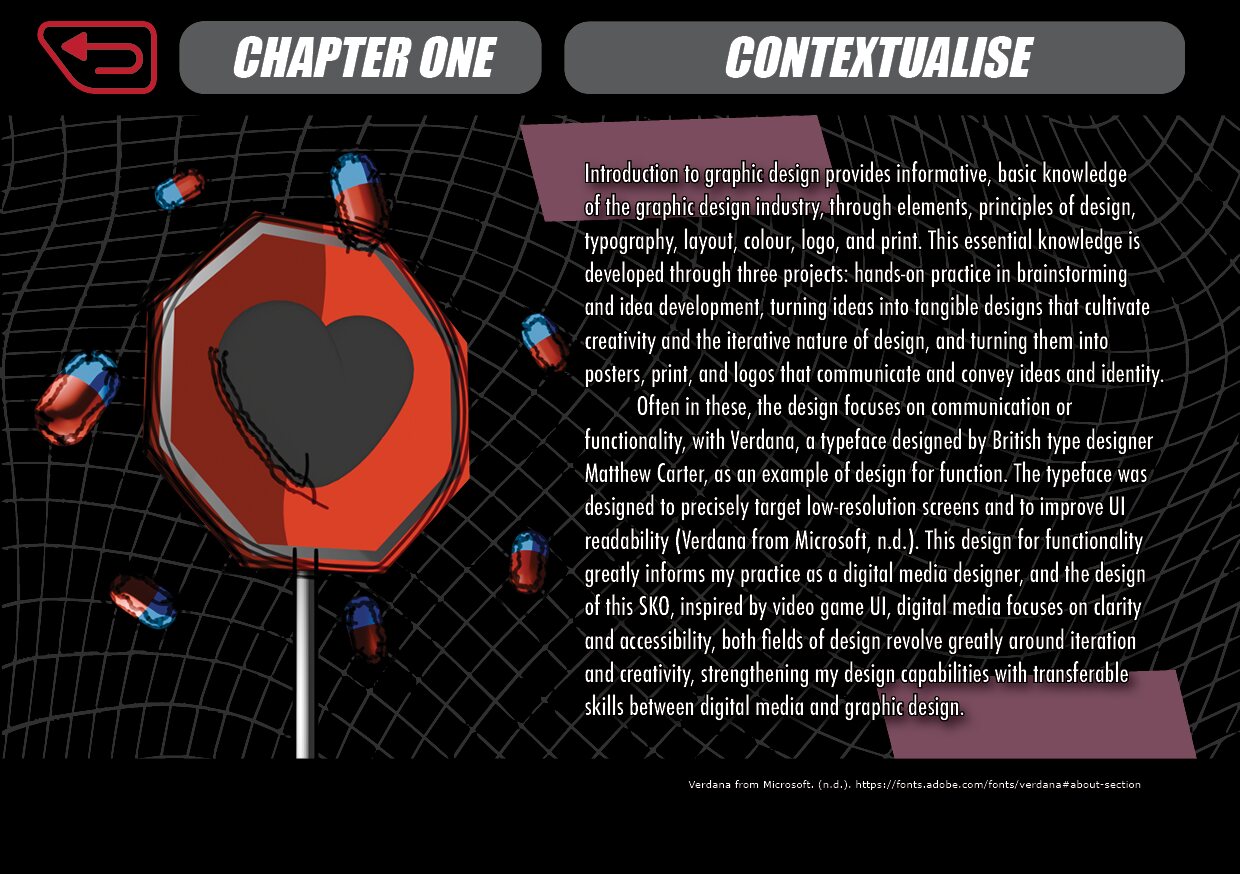 CHAPTER ONE
CONTEXTUALISE
Introduction to graphic design provides informative, basic knowledge
of the graphic design industry, through elements, principles of design,
typography, layout, colour, logo, and print. This essential knowledge is
developed through three projects: hands-on practice in brainstorming
and idea development, turning ideas into tangible designs that cultivate
creativity and the iterative nature of design, and turning them into
posters, print, and logos that communicate and convey ideas and identity.
Often in these, the design focuses on communication or
functionality, with Verdana, a typeface designed by British type designer
Matthew Carter, as an example of design for function. The typeface was
designed to precisely target low-resolution screens and to improve UI
readability (Verdana from Microsoft, n.d.). This design for functionality
greatly informs my practice as a digital media designer, and the design
of this SKO, inspired by video game UI, digital media focuses on clarity
and accessibility, both fields of design revolve greatly around iteration
and creativity, strengthening my design capabilities with transferable
skills between digital media and graphic design.
Verdana from Microsoft. (n.d.). https://fonts.adobe.com/fonts/verdana#about-section